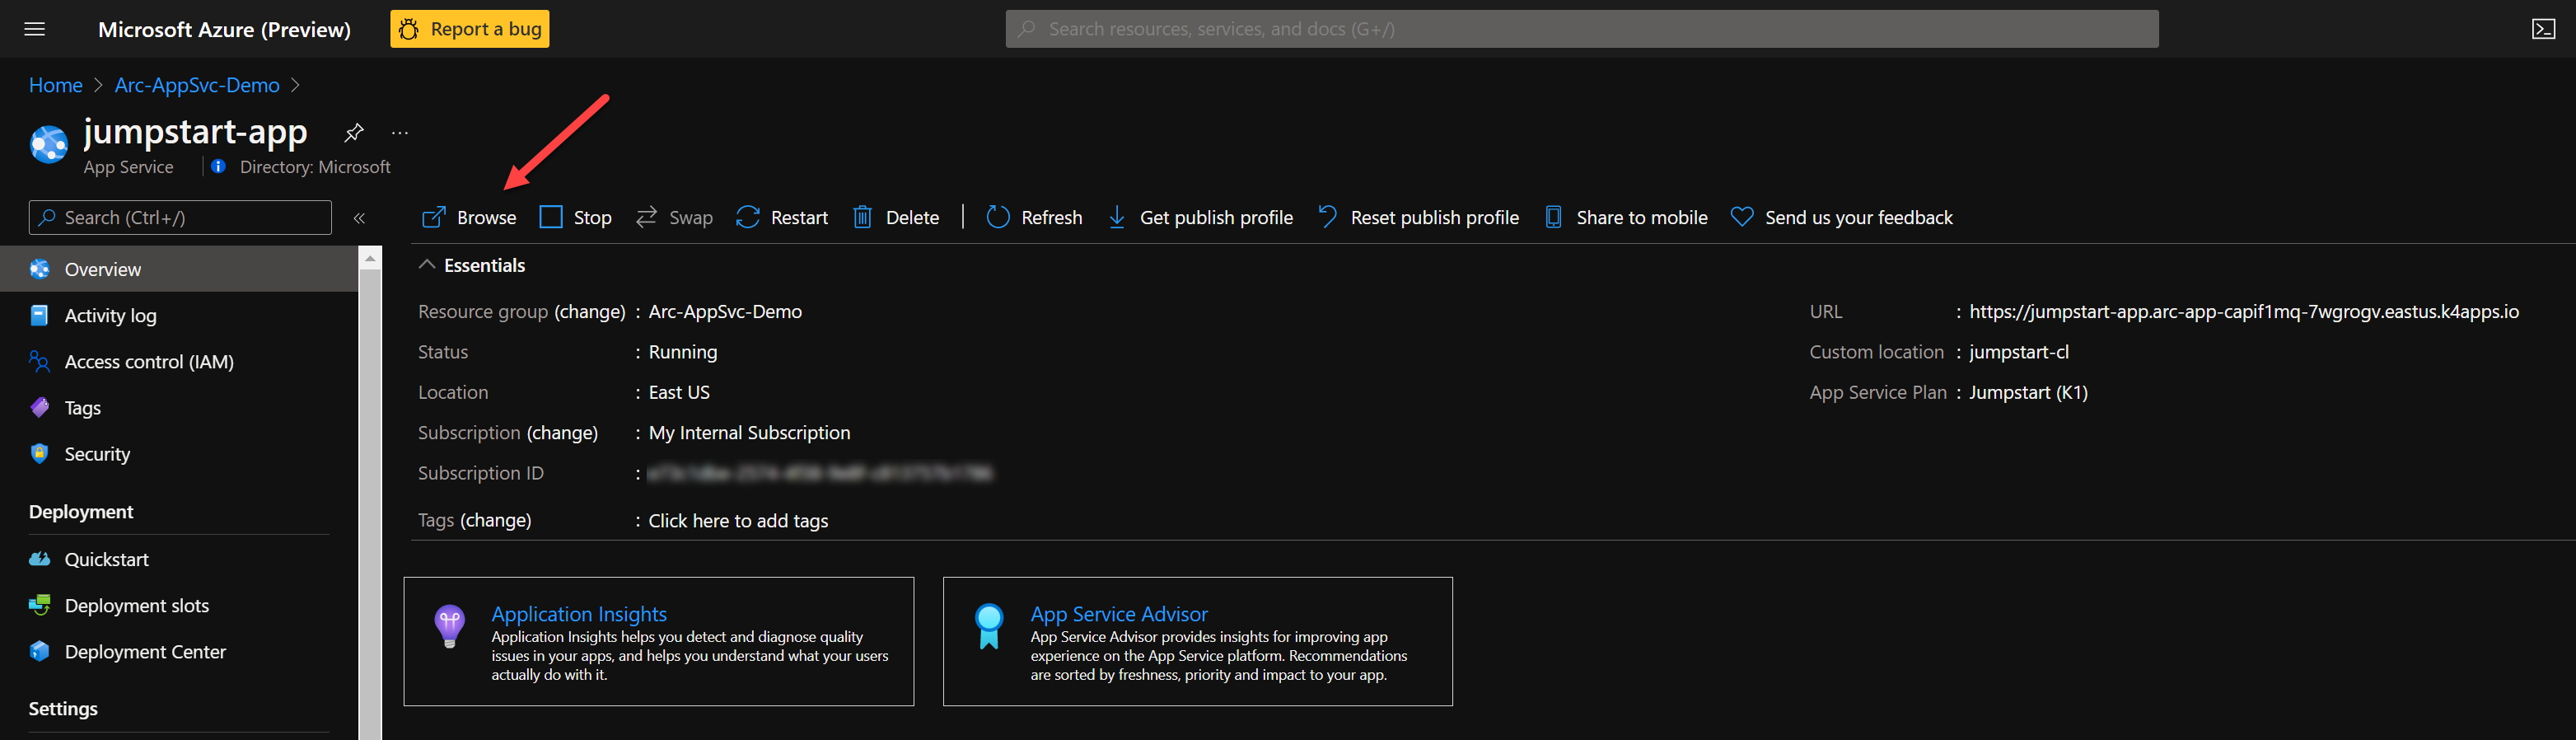 Microsoft Azure (Preview) Report a bug Search resources, services, and docs (G+/)
Home > Arc-AppSvc-Demo >
jumpstart-app ...
App Service Directory: Microsoft
Search (Ctrl+/) «
Browse Stop Swap Restart Delete Refresh Get publish profile Reset publish profile Share to mobile Send us your feedback
Overview
Activity log
Access control (IAM)
Tags
Security
Deployment
Quickstart
Deployment slots
Deployment Center
Settings
Essentials
Resource group (change) : Arc-AppSvc-Demo
Status : Running
Location : East US
Subscription (change) : My Internal Subscription
Subscription ID :
Tags (change) : Click here to add tags
URL : https://jumpstart-app.arc-app-capif1mq-7wgrogv.eastus.k4apps.io
Custom location : jumpstart-cl
App Service Plan : Jumpstart (K1)
Application Insights
Application Insights helps you detect and diagnose quality
issues in your apps, and helps you understand what your users
actually do with it.
App Service Advisor
App Service Advisor provides insights for improving app
experience on the App Service platform. Recommendations
are sorted by freshness, priority and impact to your app.